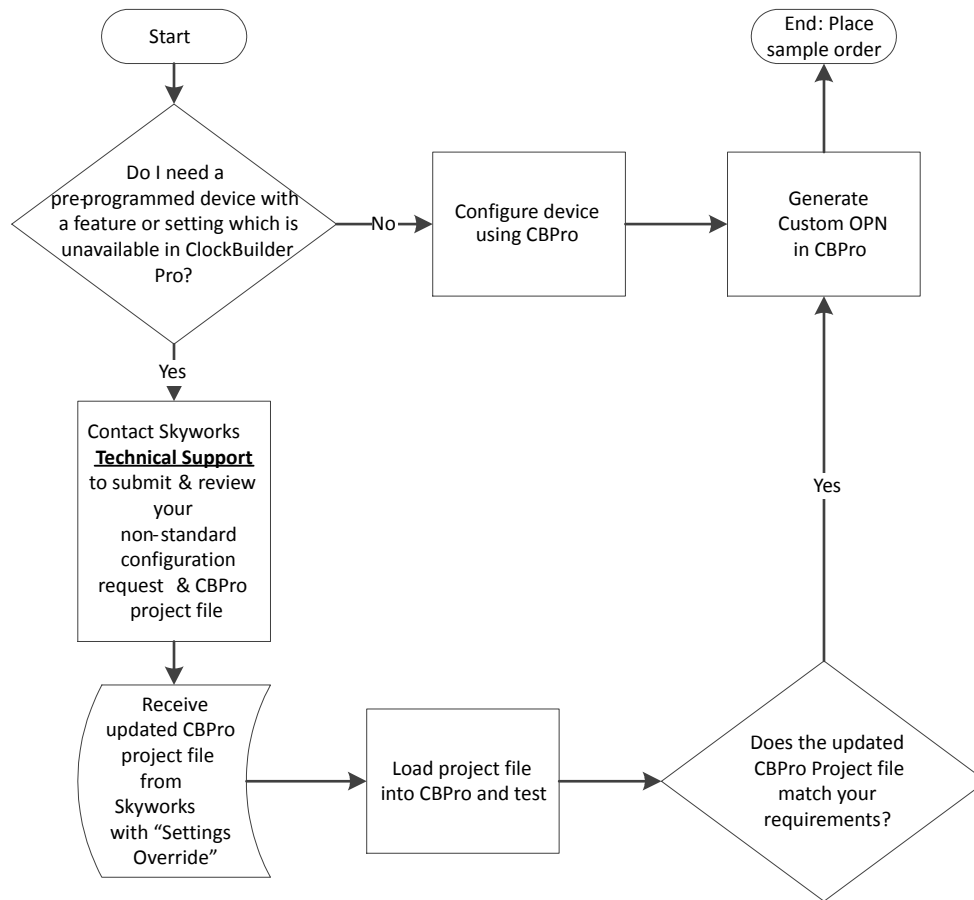 Start
End: Place
sample order
Do I need a
pre-programmed device with
a feature or setting which is
unavailable in ClockBuilder
Pro?
No
Configure device
using CBPro
Generate
Custom OPN
in CBPro
Yes
Contact Skyworks
Technical Support
to submit & review
your
non-standard
configuration
request & CBPro
project file
Yes
Receive
updated CBPro
project file
from
Skyworks
with “Settings
Override”
Load project file
into CBPro and test
Does the updated
CBPro Project file
match your
requirements?